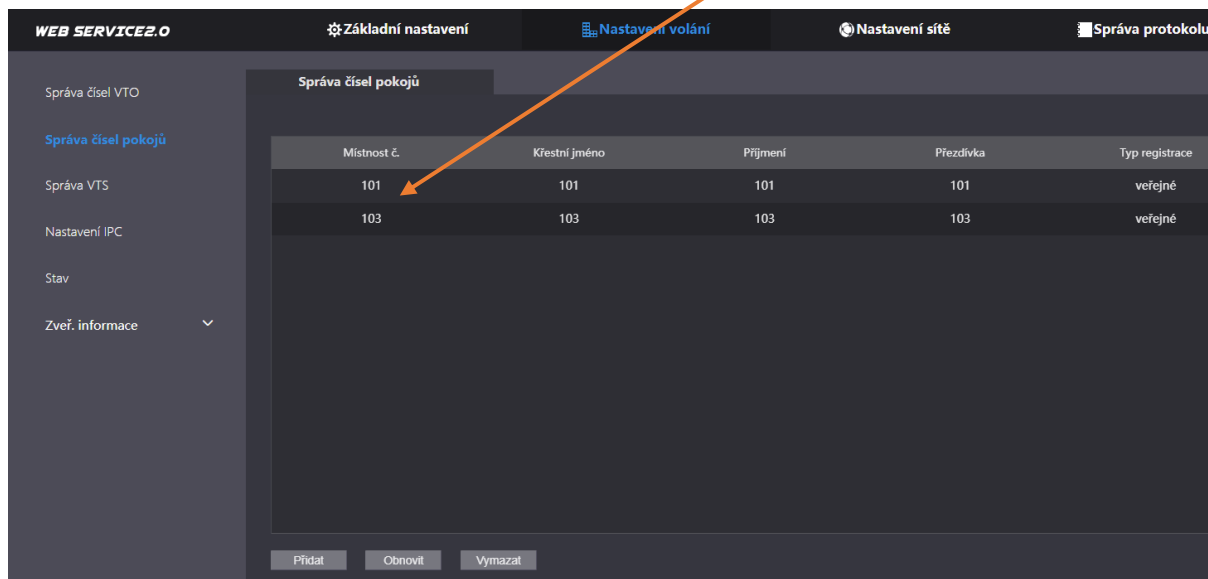 WEB SERVICE2.0 Základní nastavení Nastavení volání Nastavení sítě Správa protokolu
Správa čísel VTO
Správa čísel pokojů
Správa VTS
Nastavení IPC
Stav
Zveř. informace
Správa čísel pokojů
Místnost č. Křestní jméno Příjmení Přezdívka Typ registrace
101 101 101 101 veřejné
103 103 103 103 veřejné
Přidat Obnovit Vymazat